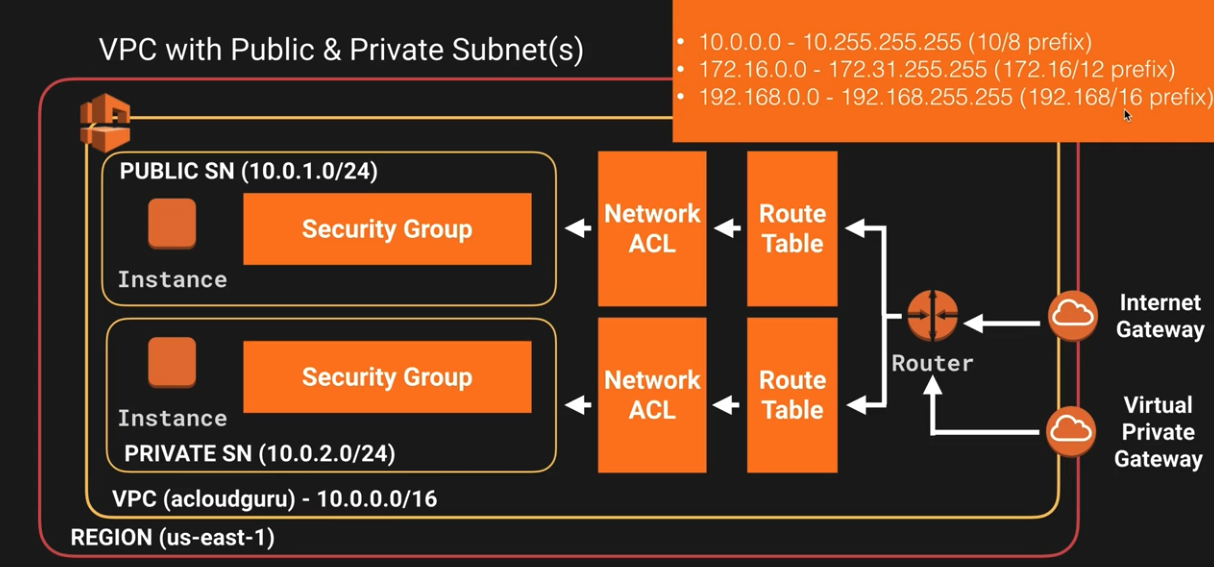 VPC with Public & Private Subnet(s)
• 10.0.0.0 - 10.255.255.255 (10/8 prefix)
• 172.16.0.0 - 172.31.255.255 (172.16/12 prefix)
• 192.168.0.0 - 192.168.255.255 (192.168/16 prefix)
PUBLIC SN (10.0.1.0/24)
Instance
Security Group
Network
ACL
Route
Table
Instance
Security Group
PRIVATE SN (10.0.2.0/24)
Network
ACL
Route
Table
Router
Internet
Gateway
Virtual
Private
Gateway
VPC (acloudguru) - 10.0.0.0/16
REGION (us-east-1)